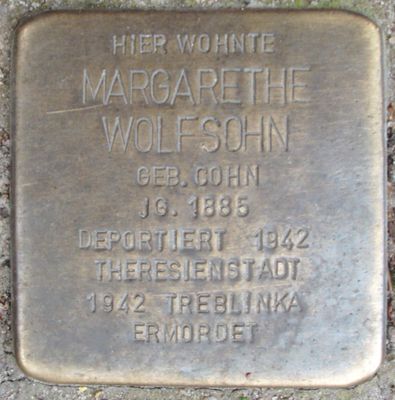 HIER WOHNTE
MARGARETHE
WOLFSOHN
GEB. COHN
JG. 1885
DEPORTIERT 1942
THERESIENSTADT
1942 TREBLINKA
ERMORDET